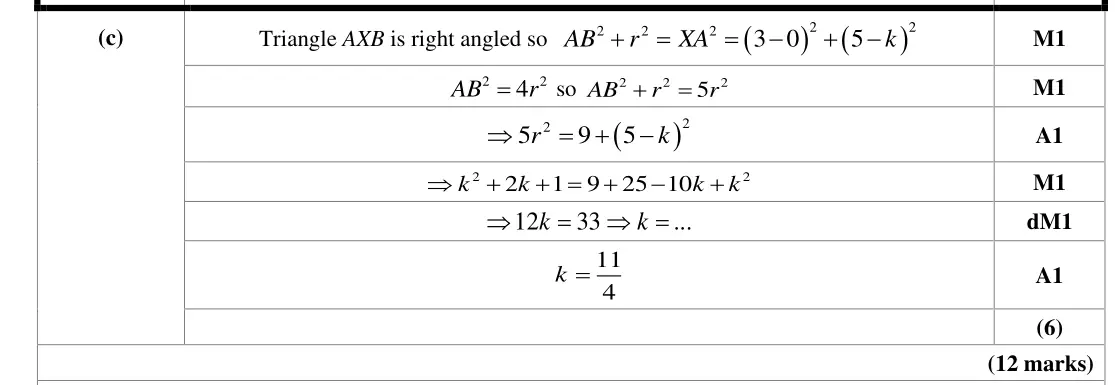 (c) Triangle AXB is right angled so AB² + r² = XA² = (3 − 0)² + (5 − k)² M1
AB² = 4r² so AB² + r² = 5r² M1
⇒ 5r² = 9 + (5 − k)² A1
⇒ k² + 2k + 1 = 9 + 25 − 10k + k² M1
⇒ 12k = 33 ⇒ k = ... dM1
k = 11/4 A1
(6)
(12 marks)